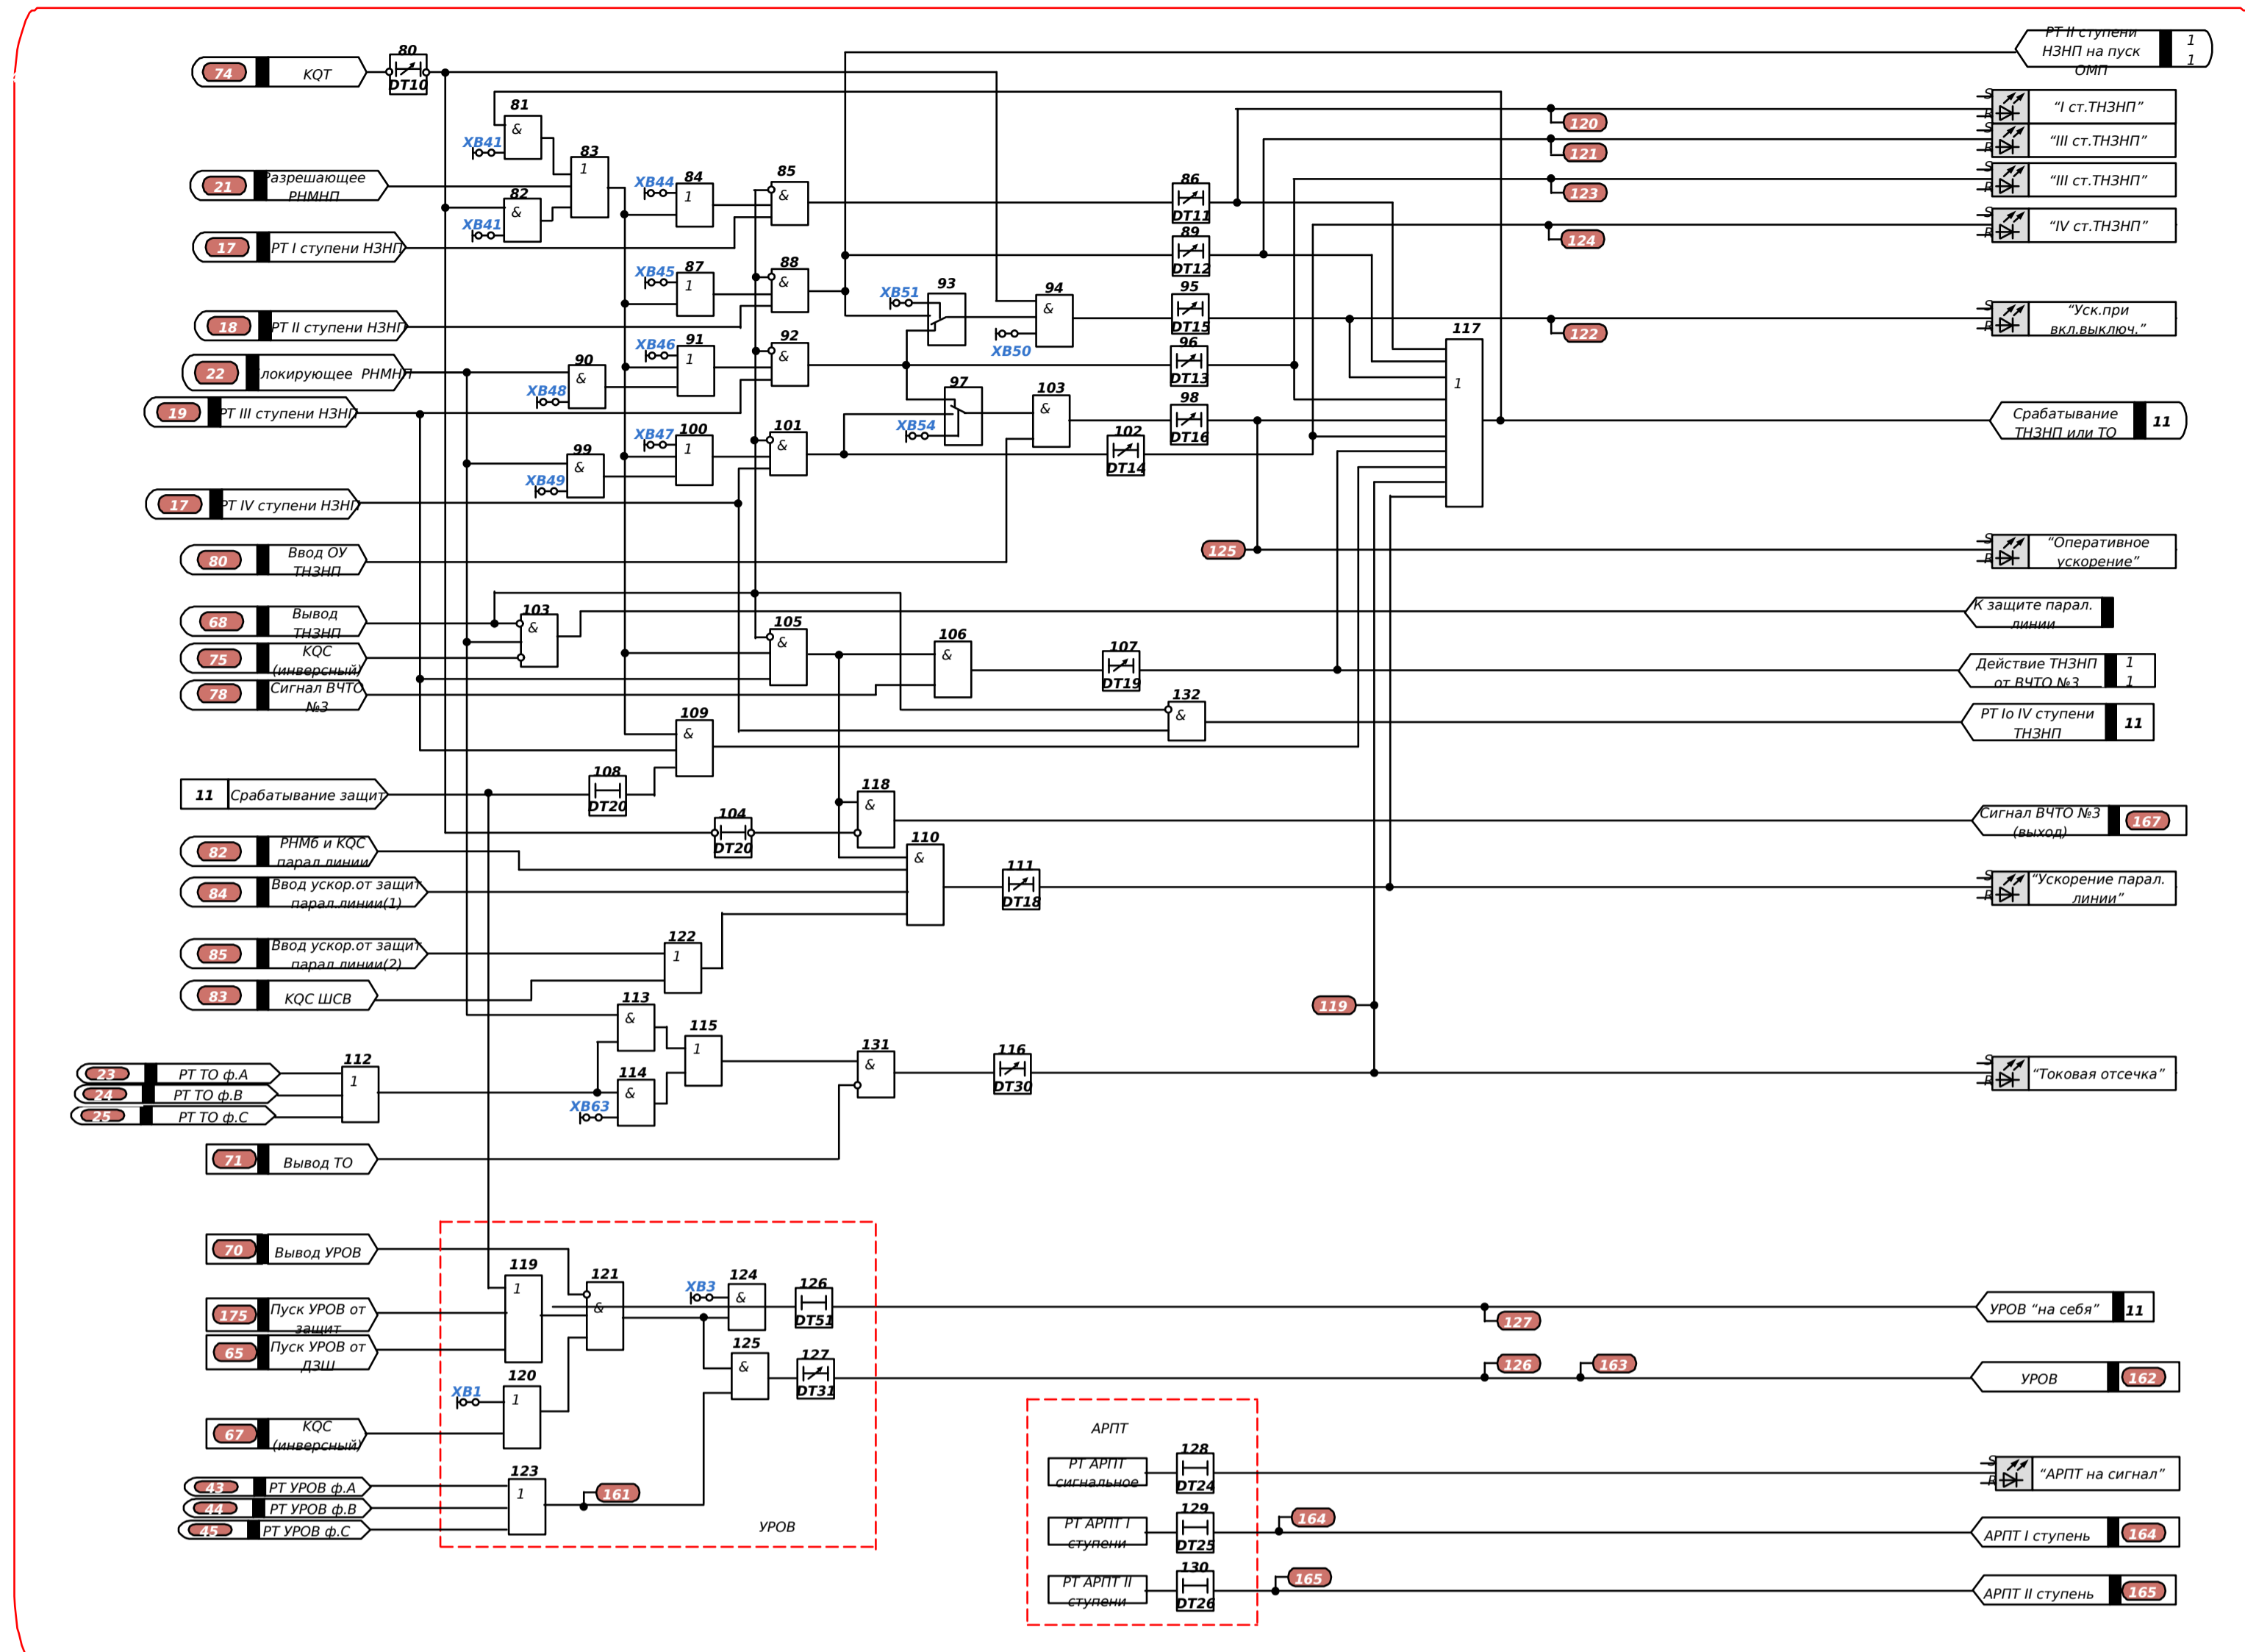 РТ II ступени
НЗНП на пуск
ОМП
1
1
80
74
KQT
DT10
“I ст.ТНЗНП”
S
R
81
&
XB41
120
“III ст.ТНЗНП”
S
R
121
83
1
21
Разрешающее
РНМНП
82
&
XB41
XB44
84
1
85
&
86
DT11
“III ст.ТНЗНП”
S
R
123
17
РТ I ступени НЗНП
89
DT12
“IV ст.ТНЗНП”
S
R
124
XB45
87
1
88
&
18
РТ II ступени НЗНП
XB51
93
94
&
XB50
95
DT15
“Уск.при
вкл.выключ.”
122
117
1
22
локирующее РНМНП
90
&
XB48
XB46
91
1
92
&
96
DT13
19
РТ III ступени НЗНП
97
XB54
103
&
98
DT16
Срабатывание
ТНЗНП или ТО
11
99
&
XB49
XB47
100
1
101
&
102
DT14
17
РТ IV ступени НЗНП
80
Ввод ОУ
ТНЗНП
125
“Оперативное
ускорение”
S
R
68
Вывод
ТНЗНП
103
&
К защите парал.
линии
75
KQC
(инверсный)
105
&
106
&
107
DT19
Действие ТНЗНП
от ВЧТО №3
1
1
78
Сигнал ВЧТО
№3
109
&
132
&
РТ Io IV ступени
ТНЗНП
11
11
Срабатывание защит
108
DT20
104
DT20
118
&
Сигнал ВЧТО №3
(выход)
167
82
РНМб и KQC
парал.линии
110
&
84
Ввод ускор.от защит
парал.линии(1)
111
DT18
“Ускорение парал.
линии”
S
R
85
Ввод ускор.от защит
парал.линии(2)
122
1
83
KQC ШСВ
113
&
115
1
119
23
РТ ТО ф.А
24
РТ ТО ф.В
25
РТ ТО ф.С
112
1
114
&
XB63
131
&
116
DT30
“Токовая отсечка”
S
R
71
Вывод ТО
70
Вывод УРОВ
119
1
121
&
XB3
124
&
126
DT51
175
Пуск УРОВ от
защит
127
УРОВ “на себя”
11
65
Пуск УРОВ от
ДЗШ
125
&
127
DT31
126
163
УРОВ
162
XB1
120
1
67
KQC
(инверсный)
43
РТ УРОВ ф.А
44
РТ УРОВ ф.В
45
РТ УРОВ ф.С
123
1
161
УРОВ
АРПТ
РТ АРПТ
сигнальное
128
DT24
“АРПТ на сигнал”
S
R
РТ АРПТ I
ступени
129
DT25
164
АРПТ I ступень
164
РТ АРПТ II
ступени
130
DT26
165
АРПТ II ступень
165